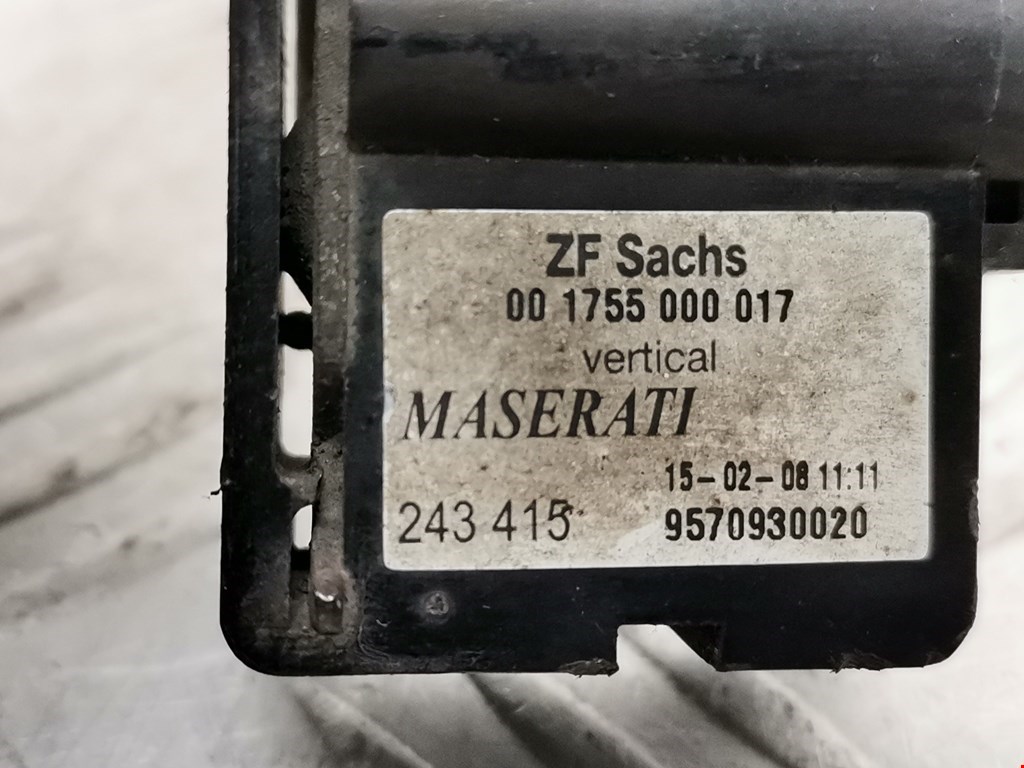 ZF Sachs
00 1755 000 017
vertical
MASERATI
15-02-08 11:11
243 415 9570930020